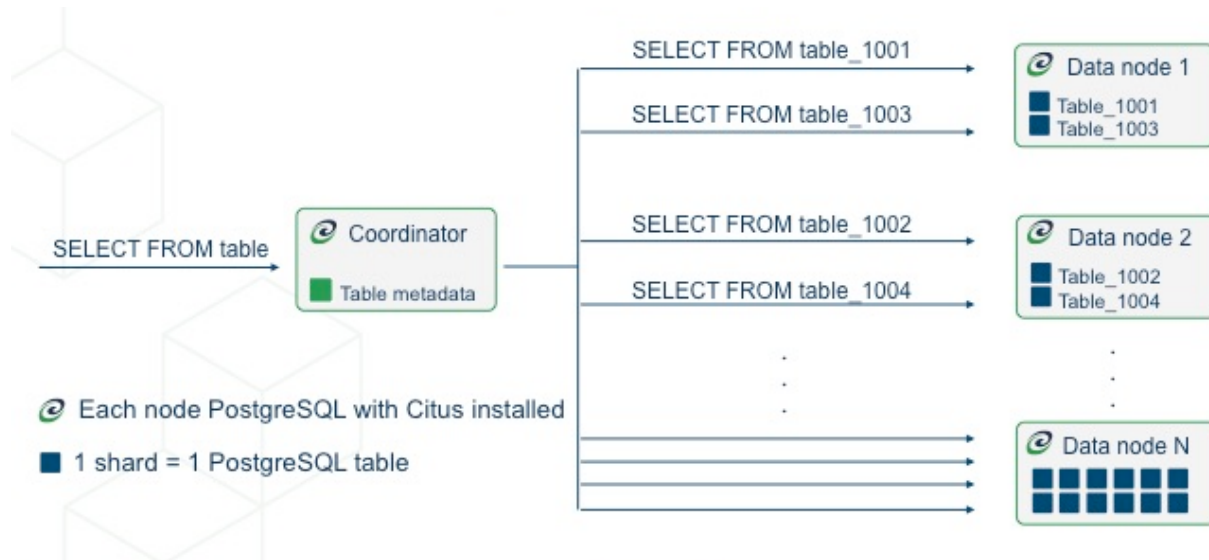 SELECT FROM table_1001
Data node 1
Table_1001
SELECT FROM table_1003
Table_1003
SELECT FROM table
Coordinator
Table metadata
SELECT FROM table_1002
Data node 2
Table_1002
SELECT FROM table_1004
Table_1004
Each node PostgreSQL with Citus installed
1 shard = 1 PostgreSQL table
Data node N